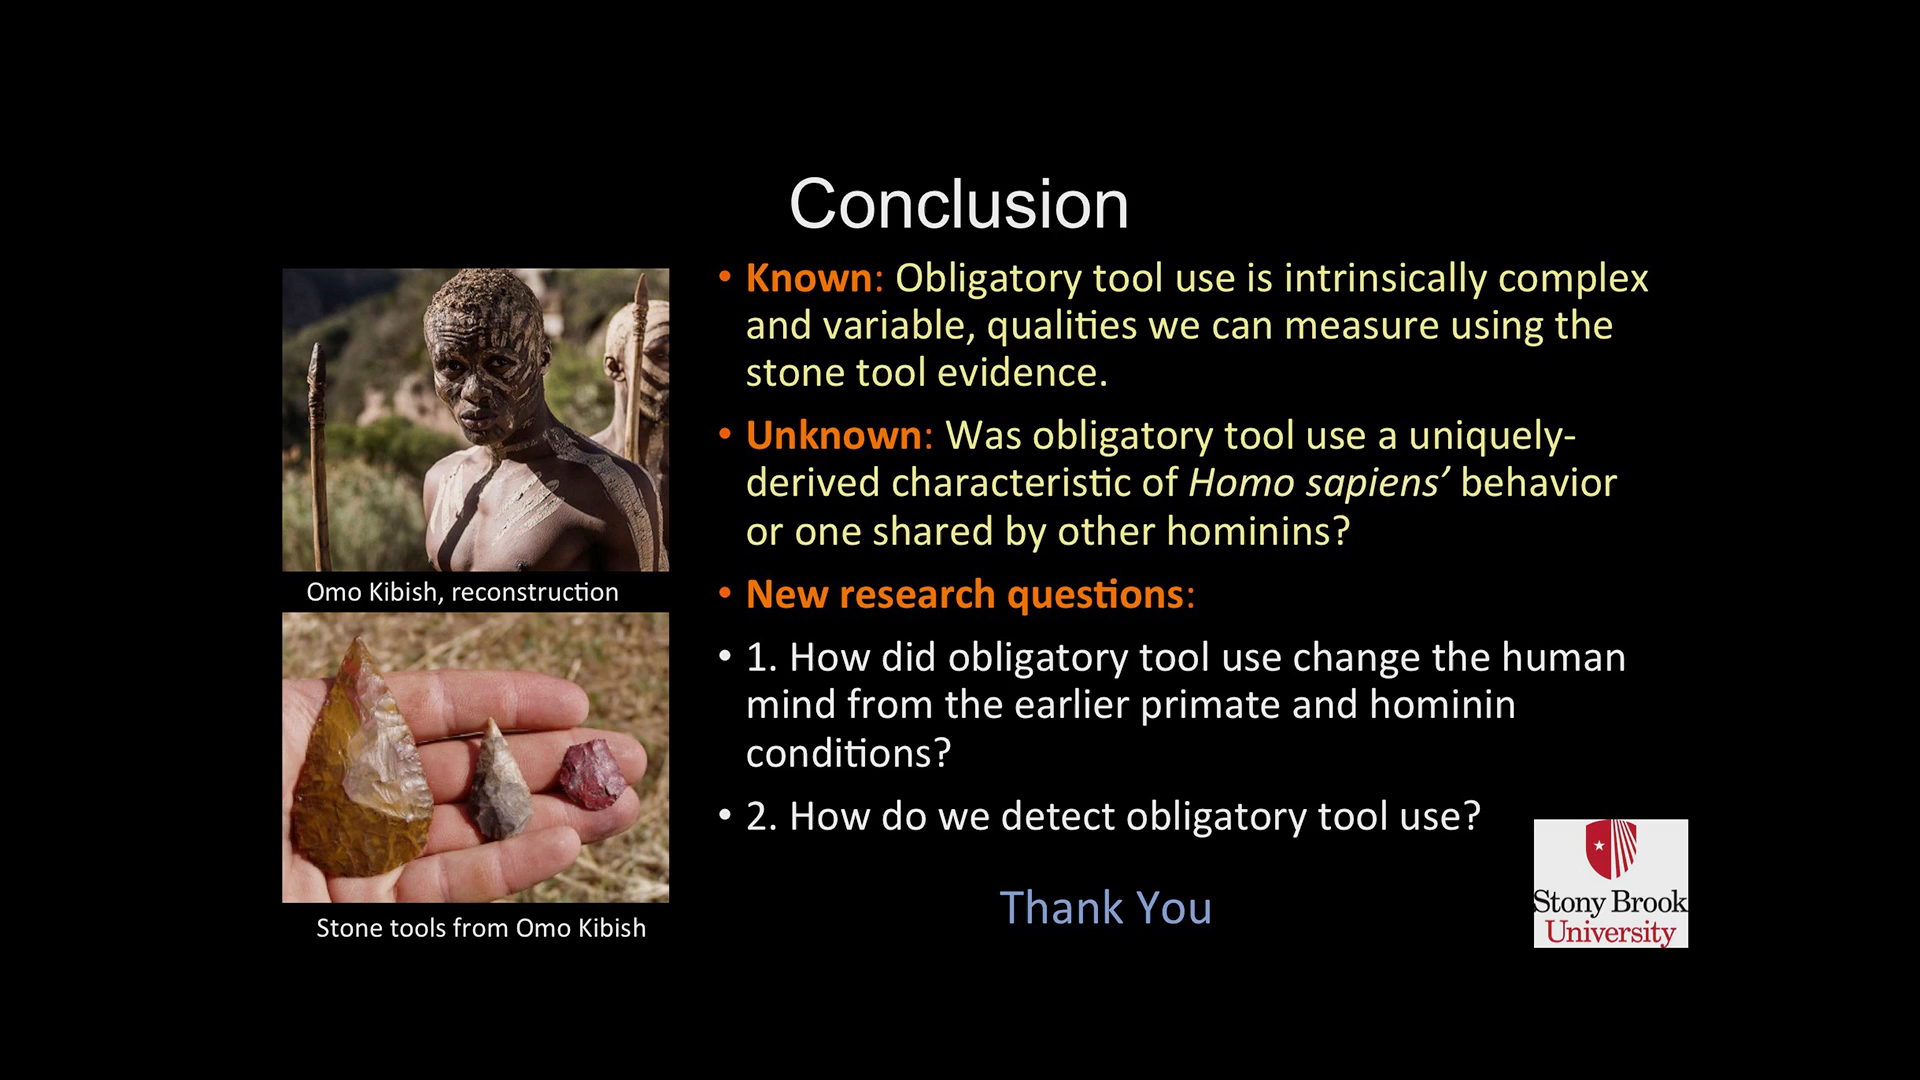 Conclusion
• Known: Obligatory tool use is intrinsically complex
and variable, qualities we can measure using the
stone tool evidence.
• Unknown: Was obligatory tool use a uniquely-
derived characteristic of Homo sapiens’ behavior
or one shared by other hominins?
• New research questions:
• 1. How did obligatory tool use change the human
mind from the earlier primate and hominin
conditions?
• 2. How do we detect obligatory tool use?
Thank You
Omo Kibish, reconstruction
Stone tools from Omo Kibish
Stony Brook
University